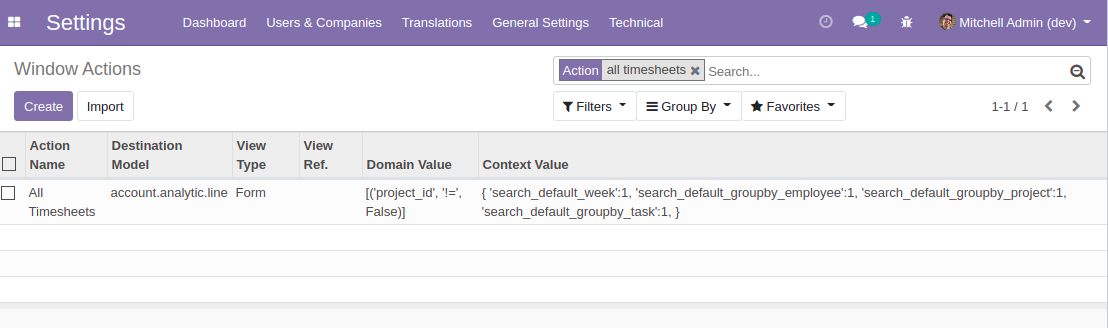 Settings Dashboard Users & Companies Translations General Settings Technical 1 Mitchell Admin (dev)
Window Actions
Action all timesheets Search...
Create Import Filters Group By Favorites 1-1 / 1
Action Destination View View
Name Model Type Ref. Domain Value Context Value
All account.analytic.line Form [('project_id', '!=', { 'search_default_week':1, 'search_default_groupby_employee':1, 'search_default_groupby_project':1,
Timesheets False)] 'search_default_groupby_task':1, }